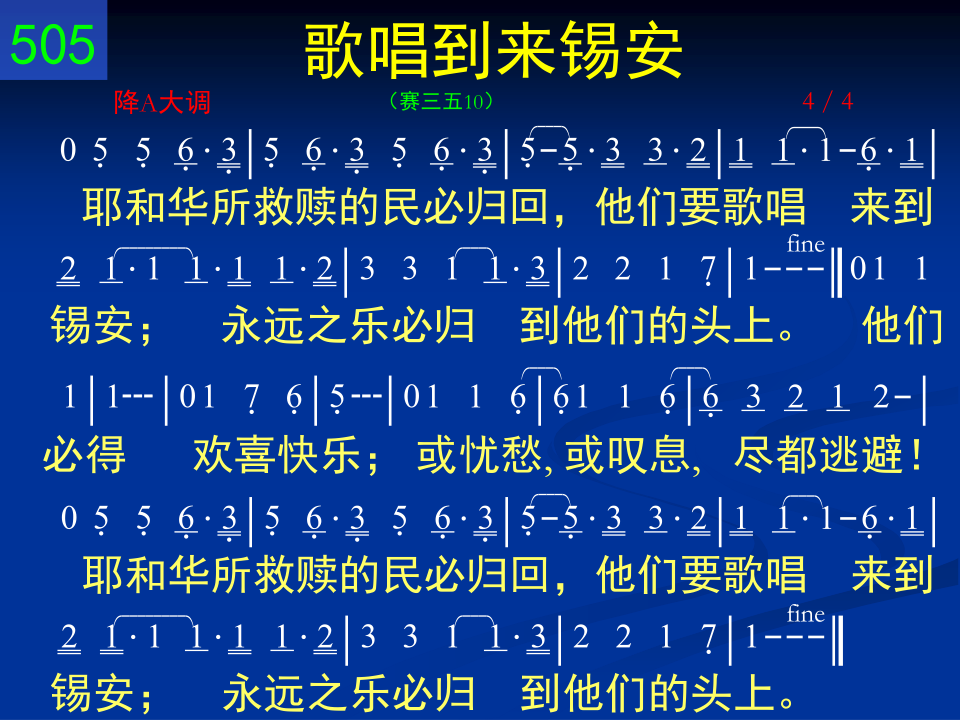 505
歌唱到来锡安
降A大调 （赛三五10） 4 / 4
0 5̣ 5̣ 6̣ · 3̣ | 5̣ 6̣ · 3̣ 5̣ 6̣ · 3̣ | 5̣ - 5̣ · 3 3 · 2 | 1 1 · 1 - 6̣ · 1 |
耶和华所救赎的民必归回，他们要歌唱 来到
fine
2 1 · 1 1 · 1 1 · 2 | 3 3 1 1 · 3 | 2 2 1 7̣ | 1 - - - ‖ 0 1 1
锡安； 永远之乐必归 到他们的头上。 他们
1 | 1 - - - | 0 1 7̣ 6̣ | 5̣ - - - | 0 1 1 6̣ | 6̣ 1 1 6̣ | 6̣ 3 2 1 2 - |
必得 欢喜快乐； 或忧愁, 或叹息, 尽都逃避！
0 5̣ 5̣ 6̣ · 3̣ | 5̣ 6̣ · 3̣ 5̣ 6̣ · 3̣ | 5̣ - 5̣ · 3 3 · 2 | 1 1 · 1 - 6̣ · 1 |
耶和华所救赎的民必归回，他们要歌唱 来到
fine
2 1 · 1 1 · 1 1 · 2 | 3 3 1 1 · 3 | 2 2 1 7̣ | 1 - - - ‖
锡安； 永远之乐必归 到他们的头上。